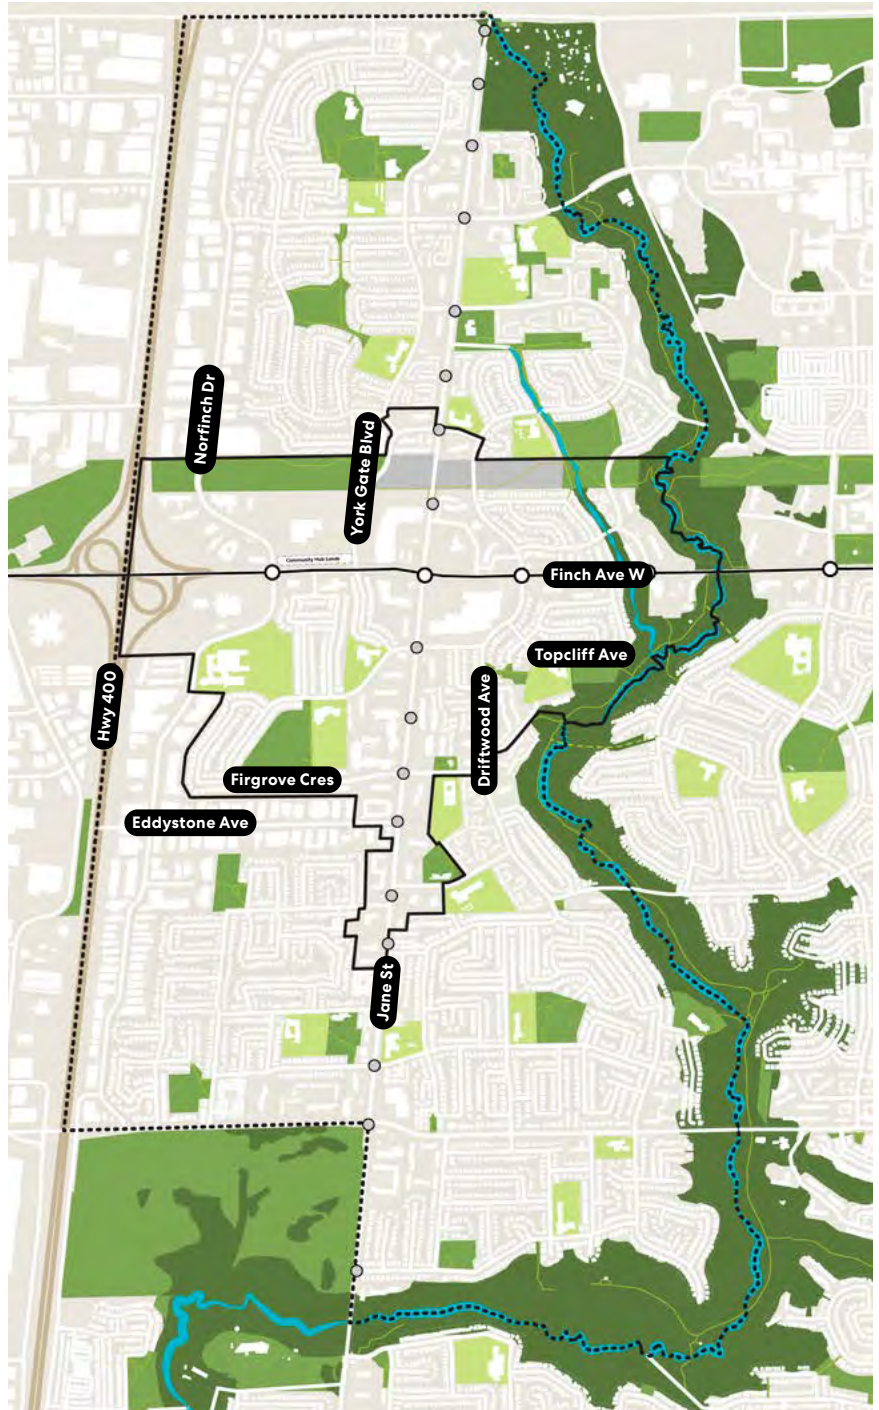 Norfinch Dr
York Gate Blvd
Community Hub Lands
Finch Ave W
Topcliff Ave
Hwy 400
Driftwood Ave
Firgrove Cres
Eddystone Ave
Jane St